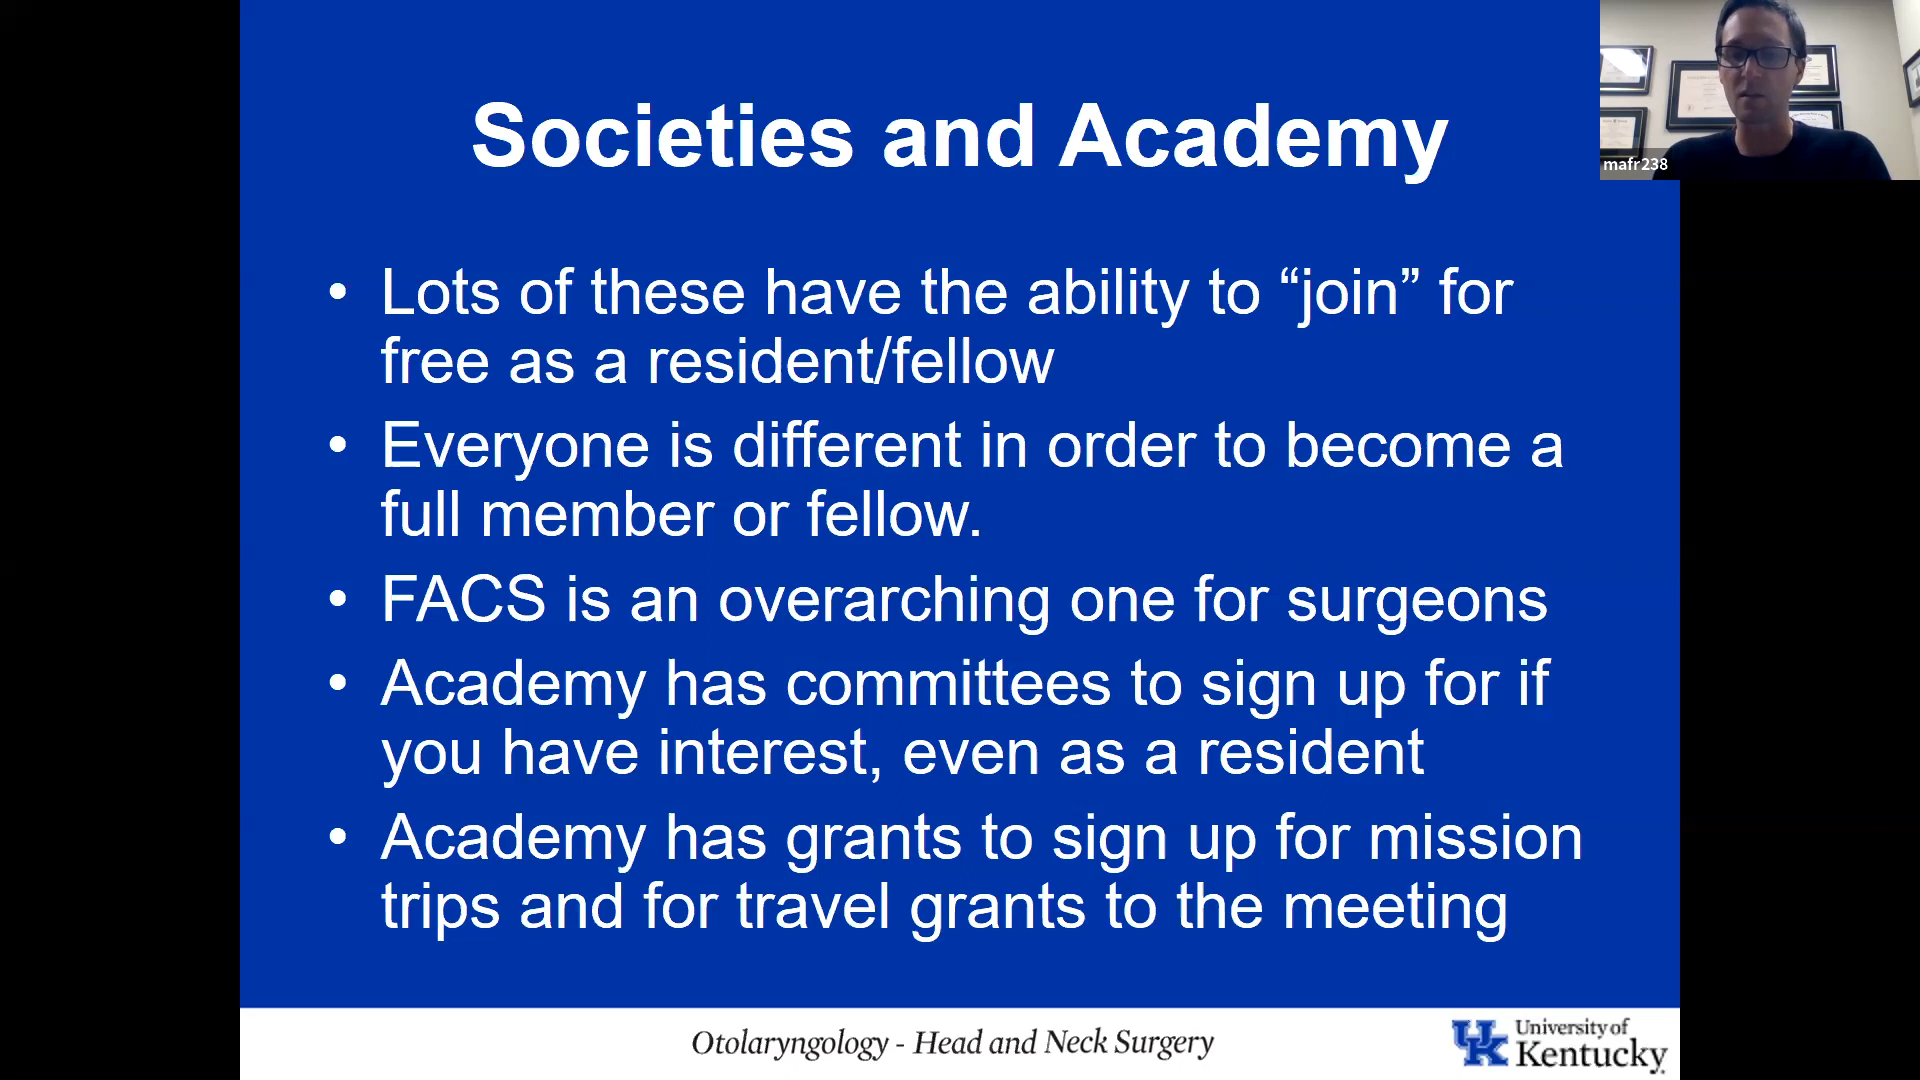 Societies and Academy
• Lots of these have the ability to “join” for
free as a resident/fellow
• Everyone is different in order to become a
full member or fellow.
• FACS is an overarching one for surgeons
• Academy has committees to sign up for if
you have interest, even as a resident
• Academy has grants to sign up for mission
trips and for travel grants to the meeting
mafr238
Otolaryngology - Head and Neck Surgery
UK
University of
Kentucky